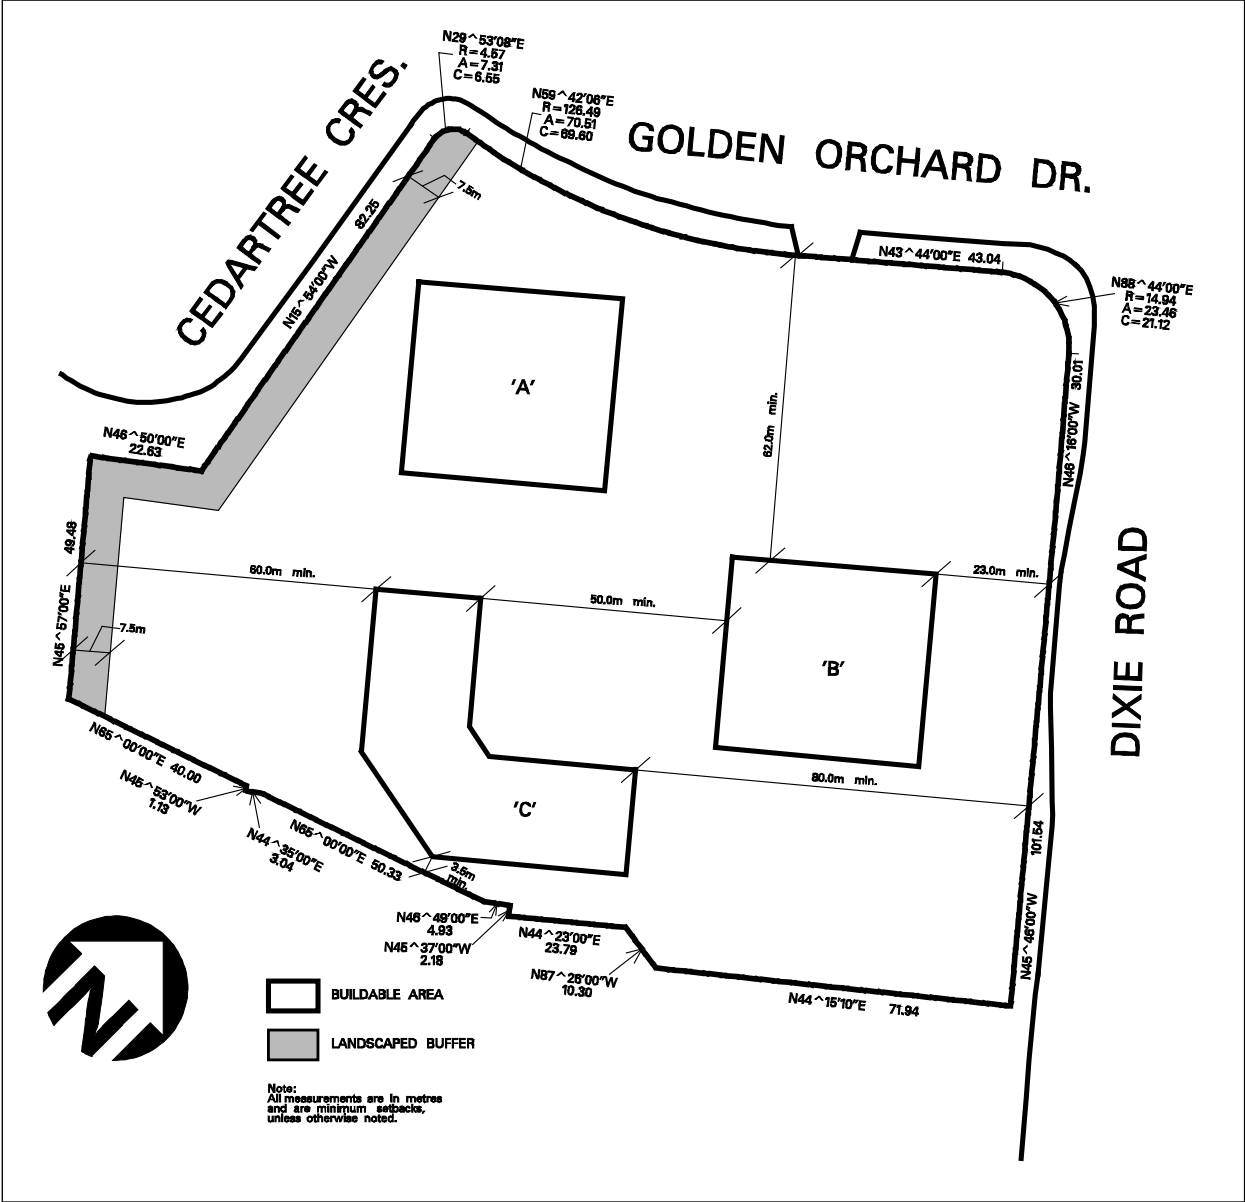 N29^53'08"E
R=4.57
A=7.31
C=6.55
N59^42'06"E
R=126.49
A=70.51
C=69.60
CEDARTREE CRES.
GOLDEN ORCHARD DR.
7.5m
82.25
N15^54'00"W
N43^44'00"E 43.04
N88^44'00"E
R=14.94
A=23.46
C=21.12
'A'
30.01
N46^16'00"W
62.0m min.
N46^50'00"E
22.63
49.48
N45^57'00"E
60.0m min.
50.0m min.
23.0m min.
7.5m
'B'
DIXIE ROAD
N65^00'00"E 40.00
N45^53'00"W
1.13
N44^35'00"E
3.04
N65^00'00"E 50.33
'C'
80.0m min.
3.5m
min.
101.54
N45^46'00"W
N46^49'00"E
4.93
N45^37'00"W
2.18
N44^23'00"E
23.79
N87^26'00"W
10.30
N44^15'10"E 71.94
N
BUILDABLE AREA
LANDSCAPED BUFFER
Note:
All measurements are in metres
and are minimum setbacks,
unless otherwise noted.